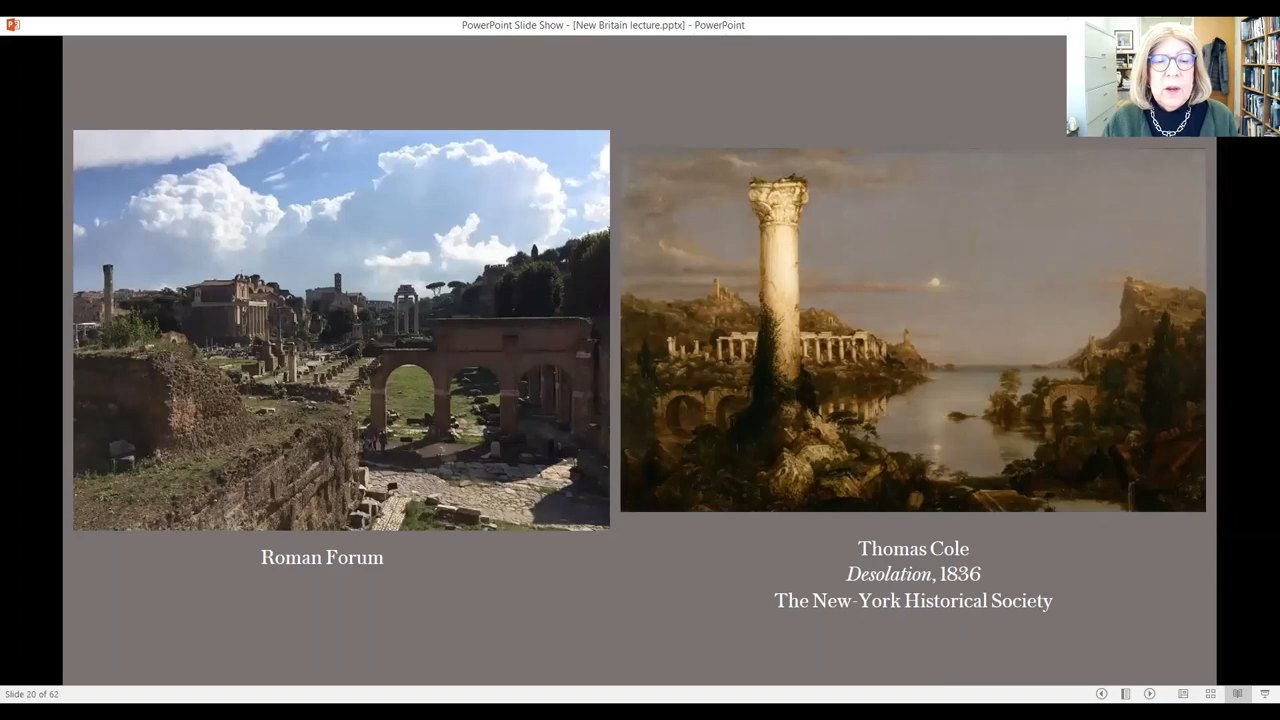 PowerPoint Slide Show - [New Britain lecture.pptx] - PowerPoint
Roman Forum
Thomas Cole
Desolation, 1836
The New-York Historical Society
Slide 20 of 62